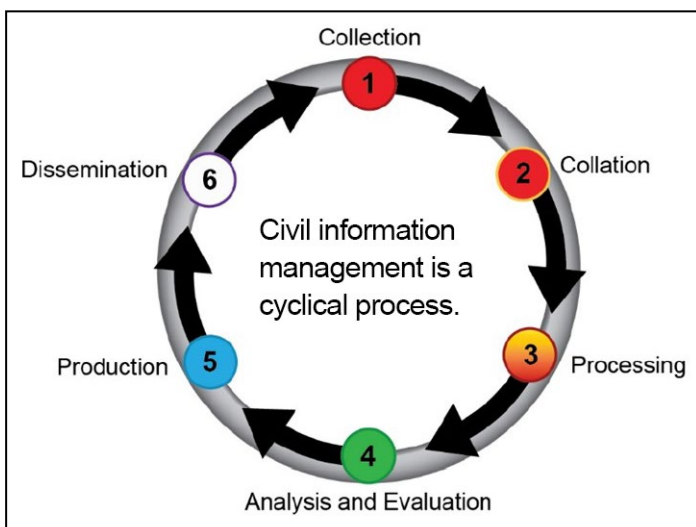 Collection
1
2
Collation
3
Processing
4
Analysis and Evaluation
5
Production
6
Dissemination
Civil information
management is a
cyclical process.